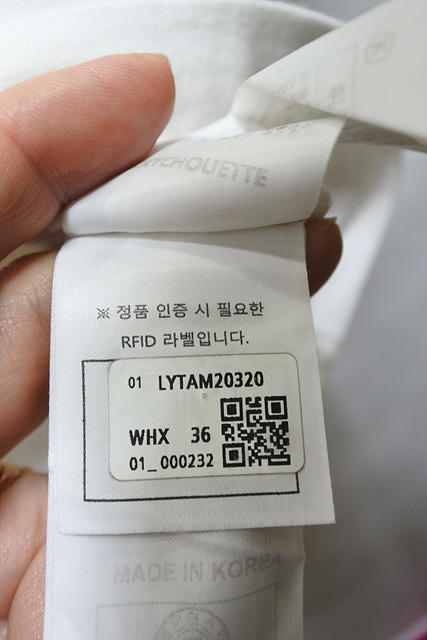 ※ 정품 인증 시 필요한
RFID 라벨입니다.
01 LYTAM20320
WHX 36
01_000232
MADE IN KOREA